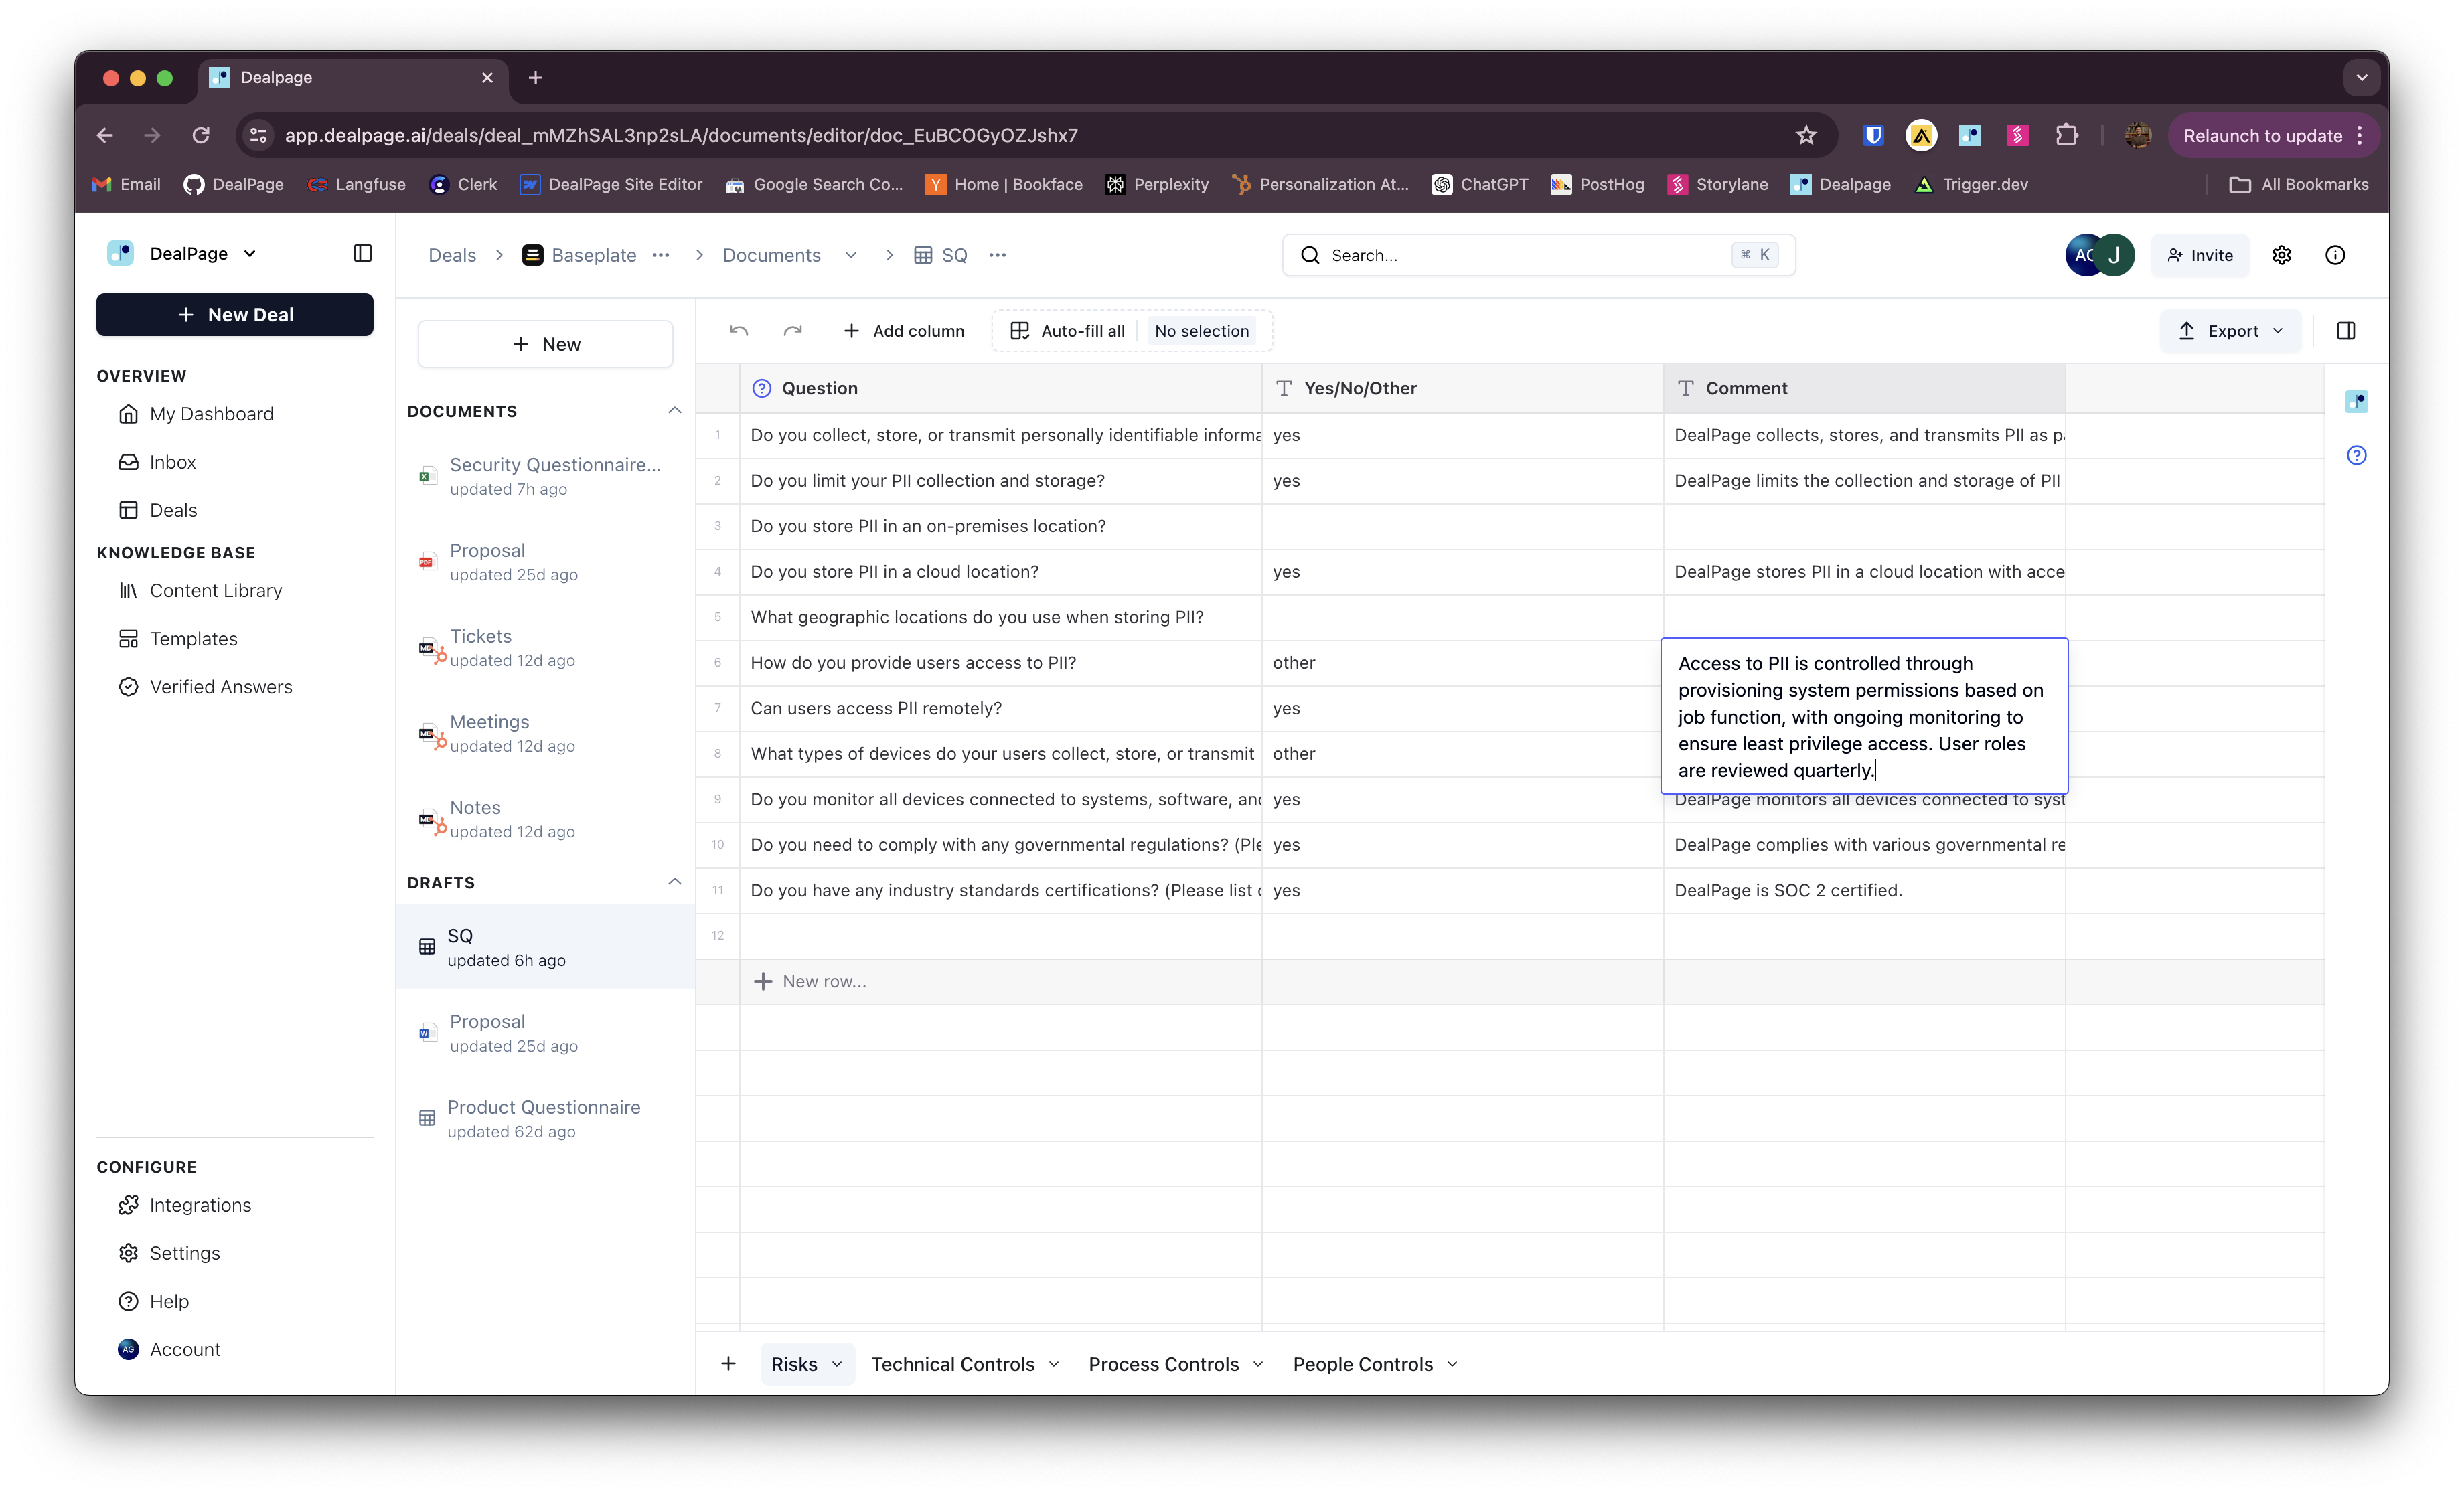 Dealpage
app.dealpage.ai/deals/deal_mMZhSAL3np2sLA/documents/editor/doc_EuBCOGyOZJshx7
Relaunch to update
Email
DealPage
Langfuse
Clerk
DealPage Site Editor
Google Search Co...
Home | Bookface
Perplexity
Personalization At...
ChatGPT
PostHog
Storylane
Dealpage
Trigger.dev
All Bookmarks
DealPage
New Deal
OVERVIEW
My Dashboard
Inbox
Deals
KNOWLEDGE BASE
Content Library
Templates
Verified Answers
CONFIGURE
Integrations
Settings
Help
AG Account
Deals > Baseplate ... > Documents > SQ ...
Search... ⌘ K
J
Invite
New
DOCUMENTS
Security Questionnaire...
updated 7h ago
Proposal
updated 25d ago
Tickets
updated 12d ago
Meetings
updated 12d ago
Notes
updated 12d ago
DRAFTS
SQ
updated 6h ago
Proposal
updated 25d ago
Product Questionnaire
updated 62d ago
Add column
Auto-fill all
No selection
Export
Question Yes/No/Other Comment
1 Do you collect, store, or transmit personally identifiable informa yes DealPage collects, stores, and transmits PII as pa
2 Do you limit your PII collection and storage? yes DealPage limits the collection and storage of PII
3 Do you store PII in an on-premises location?
4 Do you store PII in a cloud location? yes DealPage stores PII in a cloud location with acce
5 What geographic locations do you use when storing PII?
6 How do you provide users access to PII? other
7 Can users access PII remotely? yes
8 What types of devices do your users collect, store, or transmit other
Access to PII is controlled through
provisioning system permissions based on
job function, with ongoing monitoring to
ensure least privilege access. User roles
are reviewed quarterly.
9 Do you monitor all devices connected to systems, software, and yes DealPage monitors all devices connected to syst
10 Do you need to comply with any governmental regulations? (Ple yes DealPage complies with various governmental re
11 Do you have any industry standards certifications? (Please list yes DealPage is SOC 2 certified.
12
New row...
Risks
Technical Controls
Process Controls
People Controls